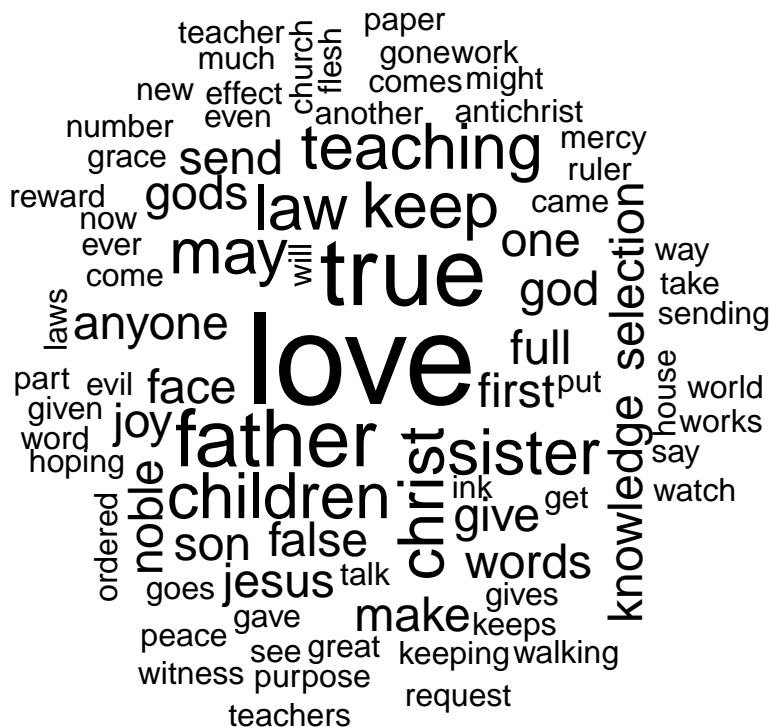 paper
teacher
church
flesh
much
gonework
comes
might
new
effect
even
another
antichrist
number
grace
send
teaching
mercy
ruler
reward
gods
law
keep
came
now
ever
may
will
true
one
way
come
god
selection
take
laws
anyone
love
full
sending
part
evil
face
first
put
house
world
given
joy
father
christ
sister
knowledge
works
word
say
hoping
noble
children
ink
get
watch
ordered
son
false
give
words
goes
jesus
talk
gives
gave
make
keeps
peace
see
great
keeping
walking
witness
purpose
request
teachers